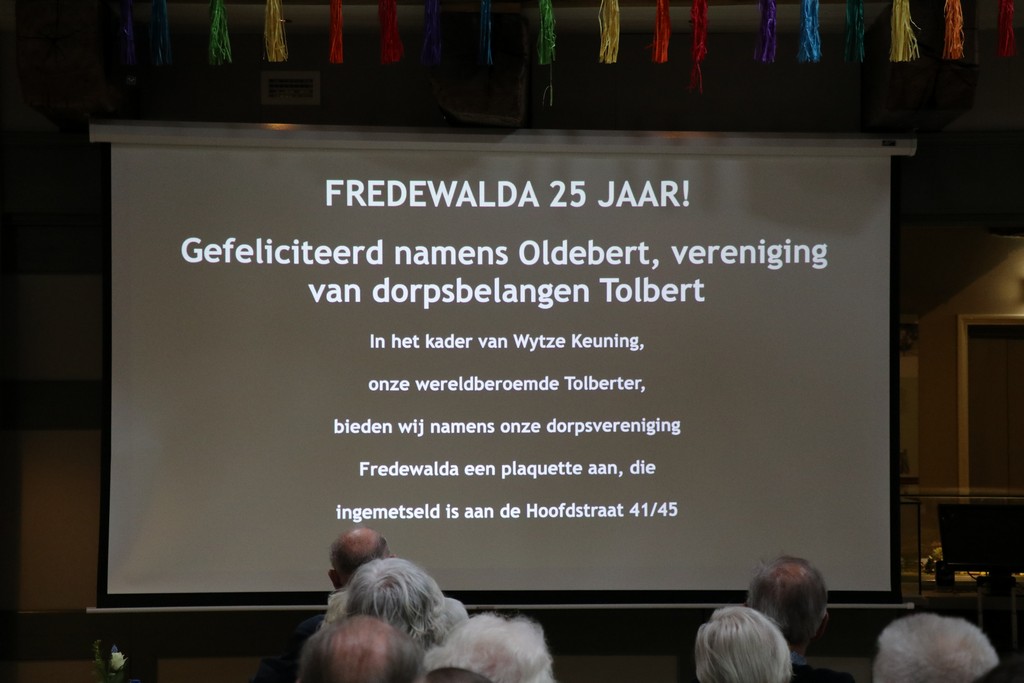 FREDEWALDA 25 JAAR!
Gefeliciteerd namens Oldebert, vereniging
van dorpsbelangen Tolbert
In het kader van Wytze Keuning,
onze wereldberoemde Tolberter,
bieden wij namens onze dorpsvereniging
Fredewalda een plaquette aan, die
ingemetseld is aan de Hoofdstraat 41/45